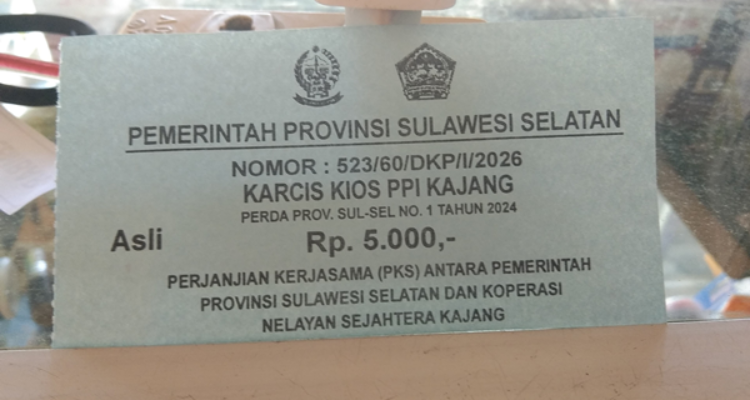 PEMERINTAH PROVINSI SULAWESI SELATAN
NOMOR : 523/60/DKP/I/2026
KARCIS KIOS PPI KAJANG
PERDA PROV. SUL-SEL NO. 1 TAHUN 2024
Asli Rp. 5.000,-
PERJANJIAN KERJASAMA (PKS) ANTARA PEMERINTAH
PROVINSI SULAWESI SELATAN DAN KOPERASI
NELAYAN SEJAHTERA KAJANG